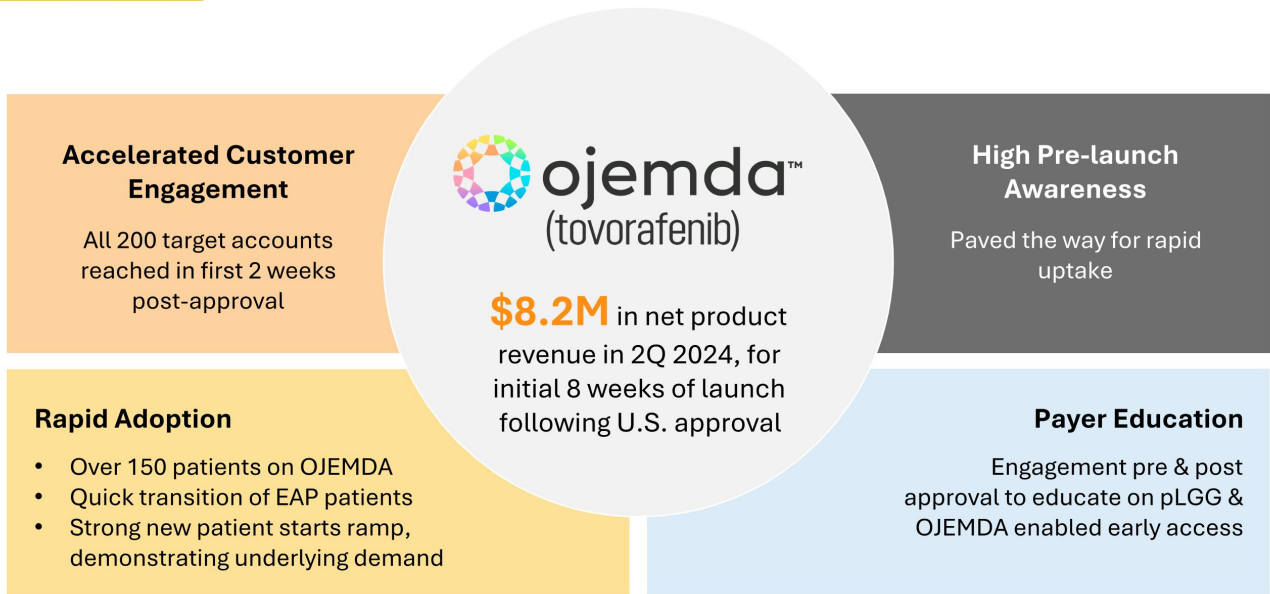 Accelerated Customer
Engagement
All 200 target accounts
reached in first 2 weeks
post-approval
ojemda™
(tovorafenib)
$8.2M in net product
revenue in 2Q 2024, for
initial 8 weeks of launch
following U.S. approval
High Pre-launch
Awareness
Paved the way for rapid
uptake
Rapid Adoption
• Over 150 patients on OJEMDA
• Quick transition of EAP patients
• Strong new patient starts ramp,
demonstrating underlying demand
Payer Education
Engagement pre & post
approval to educate on pLGG &
OJEMDA enabled early access